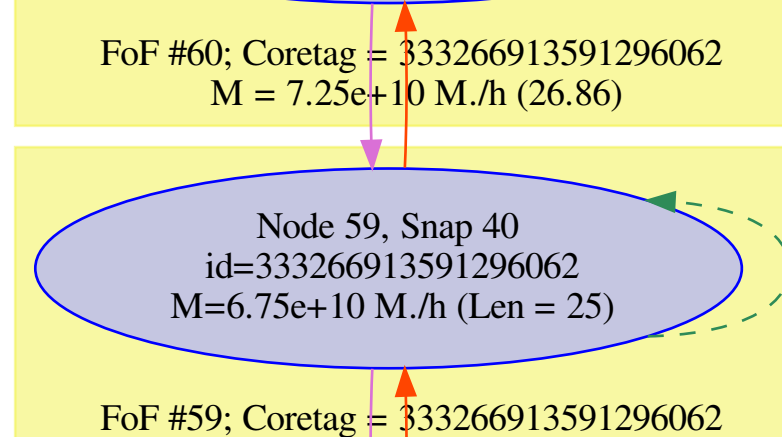 FoF #60; Coretag = 333266913591296062
M = 7.25e+10 M./h (26.86)
Node 59, Snap 40
id=333266913591296062
M=6.75e+10 M./h (Len = 25)
FoF #59; Coretag = 333266913591296062